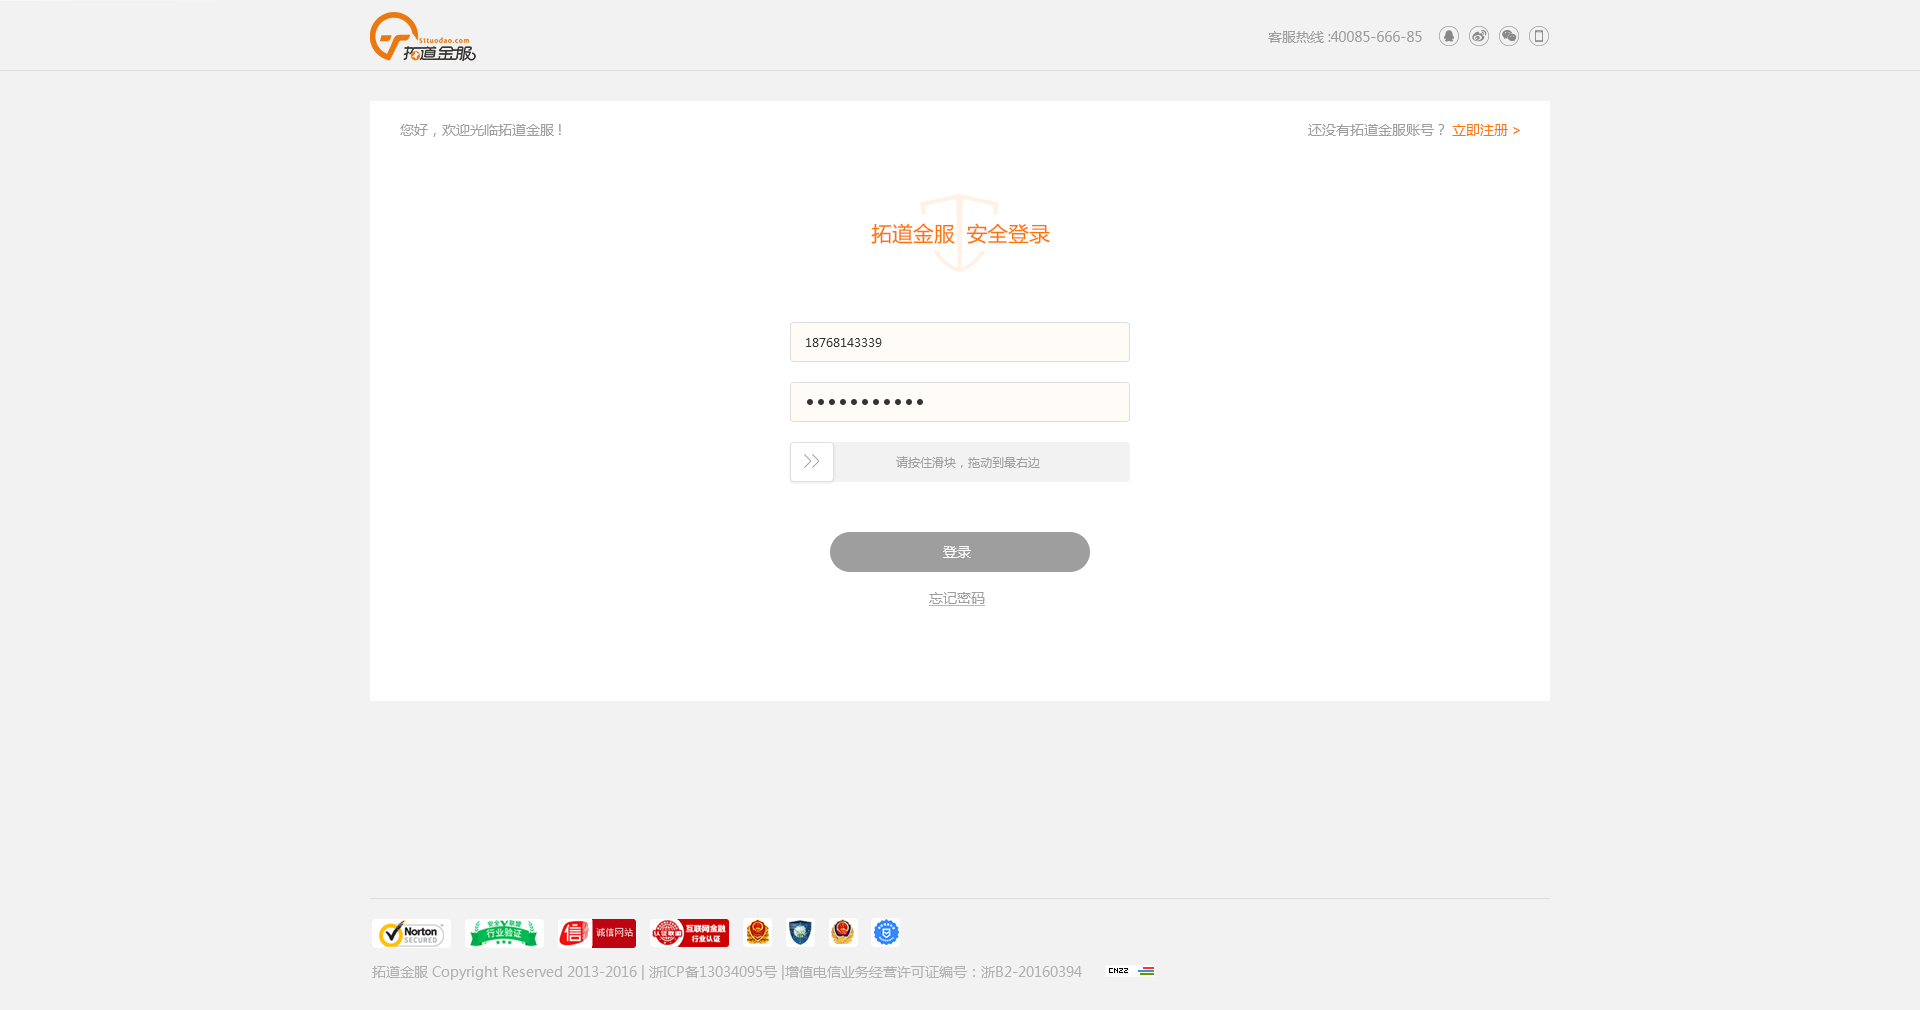 51tuodao.com
拓道金服
客服热线 :40085-666-85
您好，欢迎光临拓道金服！
还没有拓道金服账号？ 立即注册 >
拓道金服 安全登录
18768143339
请按住滑块，拖动到最右边
登录
忘记密码
Norton
SECURED
安全联盟
行业验证
信 诚信网站
互联网金融
行业认证
拓道金服 Copyright Reserved 2013-2016 | 浙ICP备13034095号 |增值电信业务经营许可证编号：浙B2-20160394
CNZZ